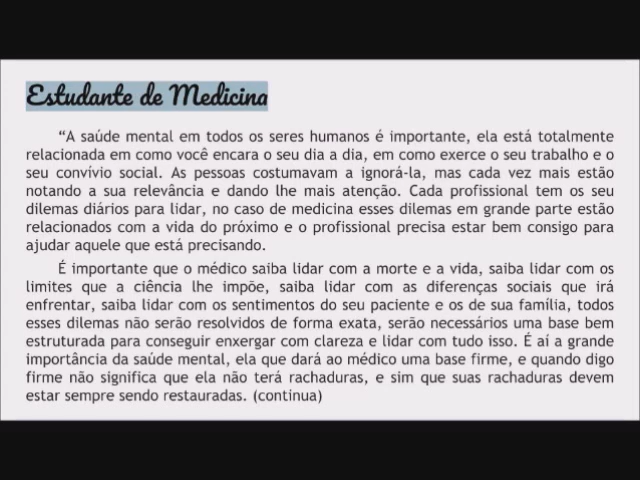 Estudante de Medicina
“A saúde mental em todos os seres humanos é importante, ela está totalmente
relacionada em como você encara o seu dia a dia, em como exerce o seu trabalho e o
seu convívio social. As pessoas costumavam a ignorá-la, mas cada vez mais estão
notando a sua relevância e dando lhe mais atenção. Cada profissional tem os seu
dilemas diários para lidar, no caso de medicina esses dilemas em grande parte estão
relacionados com a vida do próximo e o profissional precisa estar bem consigo para
ajudar aquele que está precisando.
É importante que o médico saiba lidar com a morte e a vida, saiba lidar com os
limites que a ciência lhe impõe, saiba lidar com as diferenças sociais que irá
enfrentar, saiba lidar com os sentimentos do seu paciente e os de sua família, todos
esses dilemas não serão resolvidos de forma exata, serão necessários uma base bem
estruturada para conseguir enxergar com clareza e lidar com tudo isso. É aí a grande
importância da saúde mental, ela que dará ao médico uma base firme, e quando digo
firme não significa que ela não terá rachaduras, e sim que suas rachaduras devem
estar sempre sendo restauradas. (continua)